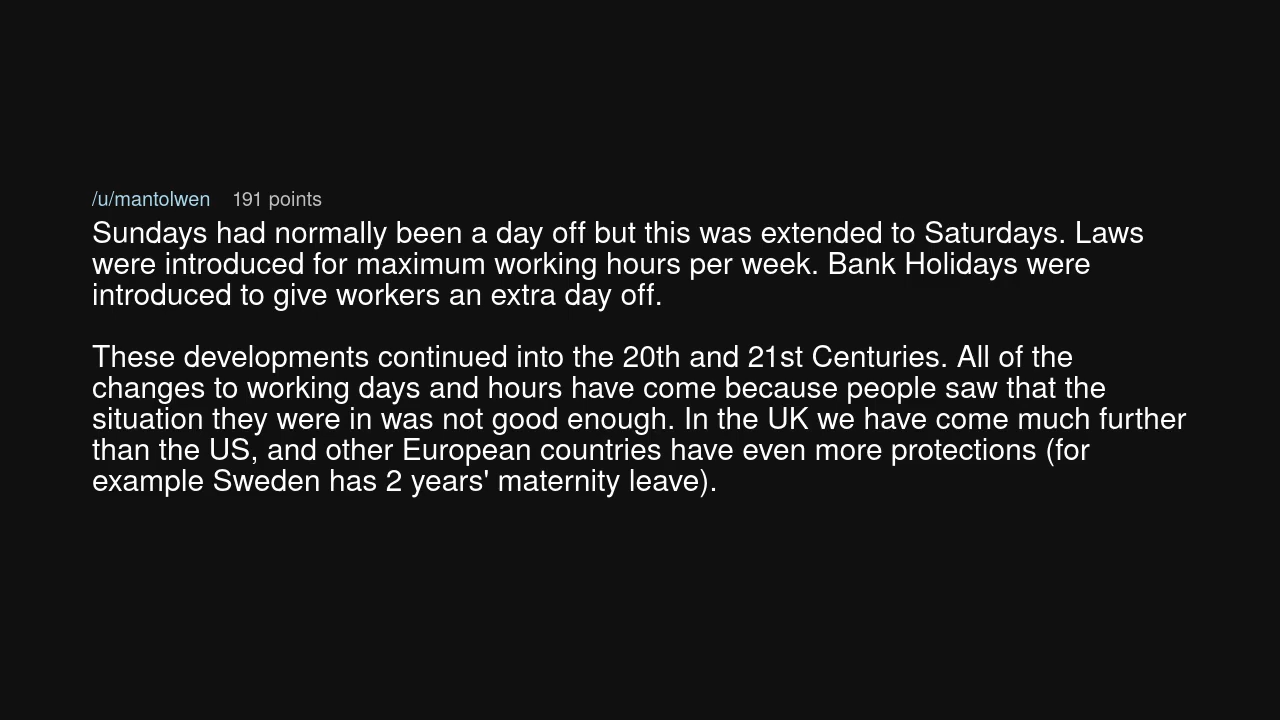 /u/mantolwen 191 points
Sundays had normally been a day off but this was extended to Saturdays. Laws
were introduced for maximum working hours per week. Bank Holidays were
introduced to give workers an extra day off.
These developments continued into the 20th and 21st Centuries. All of the
changes to working days and hours have come because people saw that the
situation they were in was not good enough. In the UK we have come much further
than the US, and other European countries have even more protections (for
example Sweden has 2 years' maternity leave).